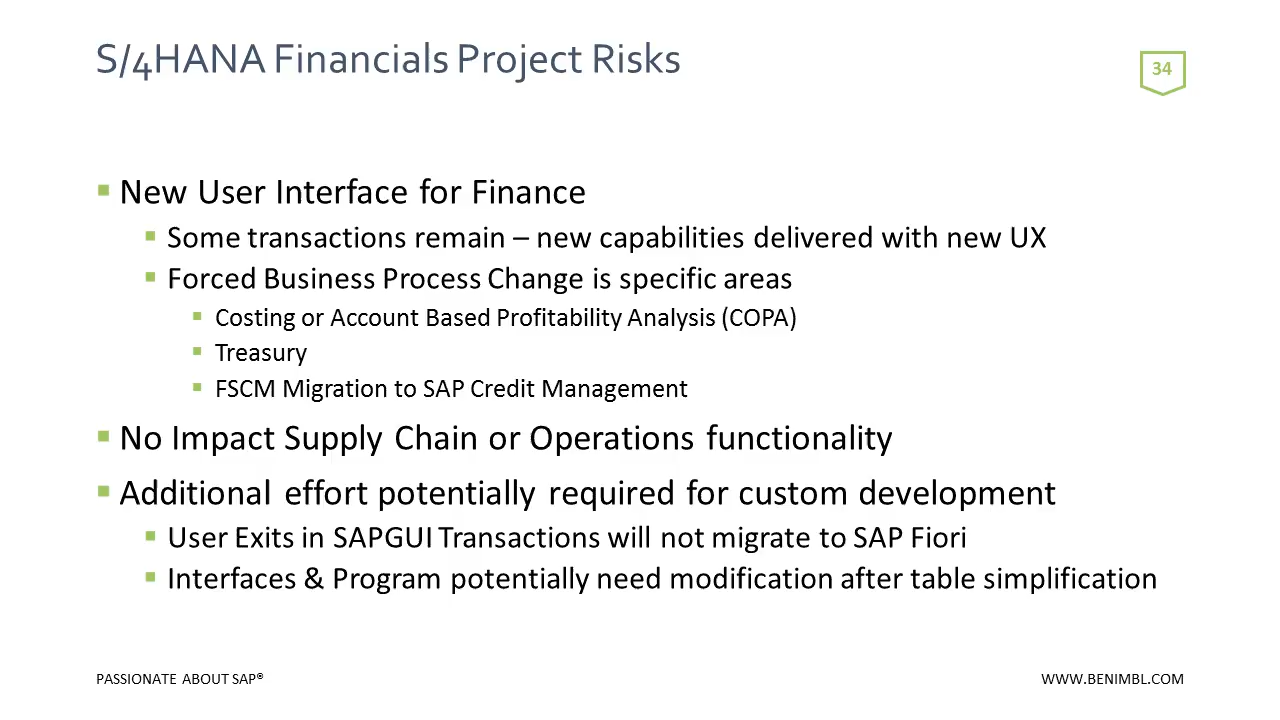 S/4HANA Financials Project Risks
34
New User Interface for Finance
Some transactions remain – new capabilities delivered with new UX
Forced Business Process Change is specific areas
Costing or Account Based Profitability Analysis (COPA)
Treasury
FSCM Migration to SAP Credit Management
No Impact Supply Chain or Operations functionality
Additional effort potentially required for custom development
User Exits in SAPGUI Transactions will not migrate to SAP Fiori
Interfaces & Program potentially need modification after table simplification
PASSIONATE ABOUT SAP®
WWW.BENIMBL.COM